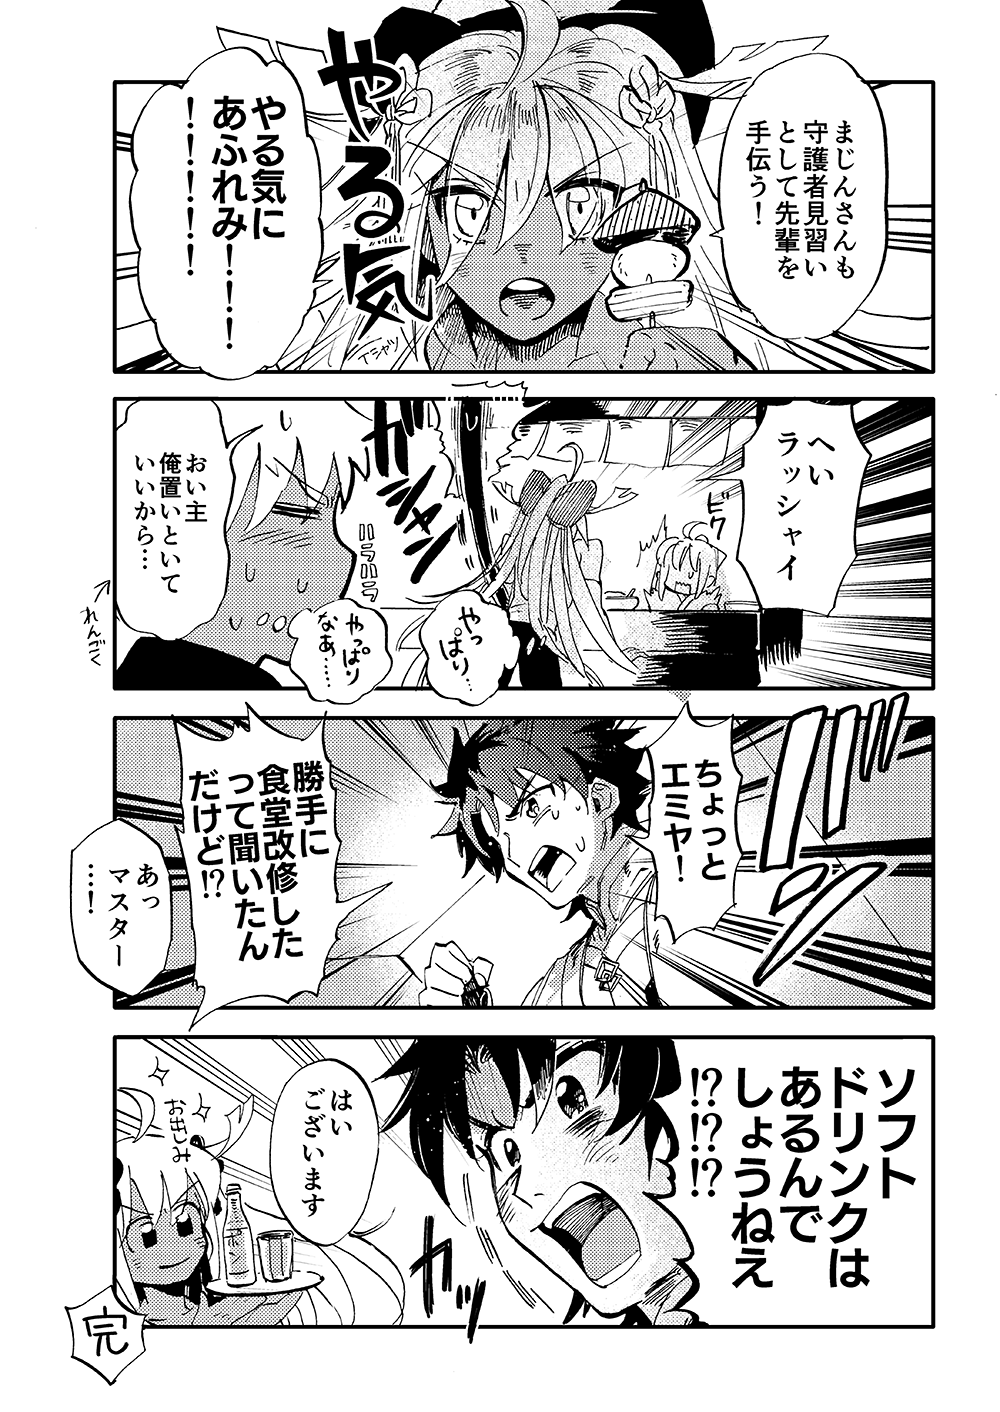 まじんさんも
守護者見習い
として先輩を
手伝う！
やる気
やる気に
あふれみ！！！
！！！！！！
へい
ラッシャイ
ビクッ
やっ
ぱり…
やっぱり
なぁ……
ハラハラ
おい主
俺置いといて
いいから…
れんごく
ちょっと
エミヤ！
勝手に
食堂改修した
って聞いたん
だけど!?
あっ
マスター
…！
ソフト
ドリンクは
あるんで
しょうねえ
!?!?!?
はい
ございます
お出しみ
完